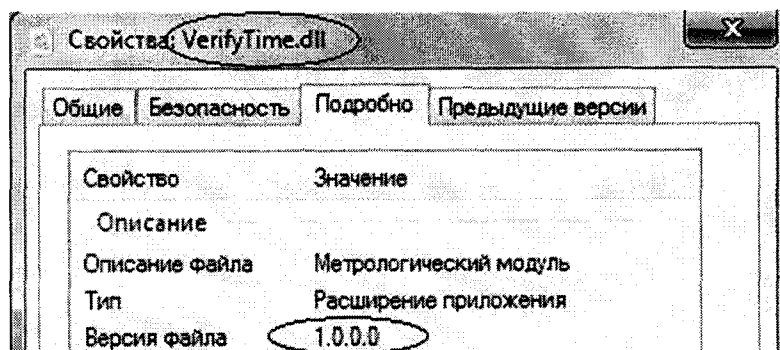 Свойства: VerifyTime.dll
Общие Безопасность Подробно Предыдущие версии
Свойство Значение
Описание
Описание файла Метрологический модуль
Тип Расширение приложения
Версия файла 1.0.0.0